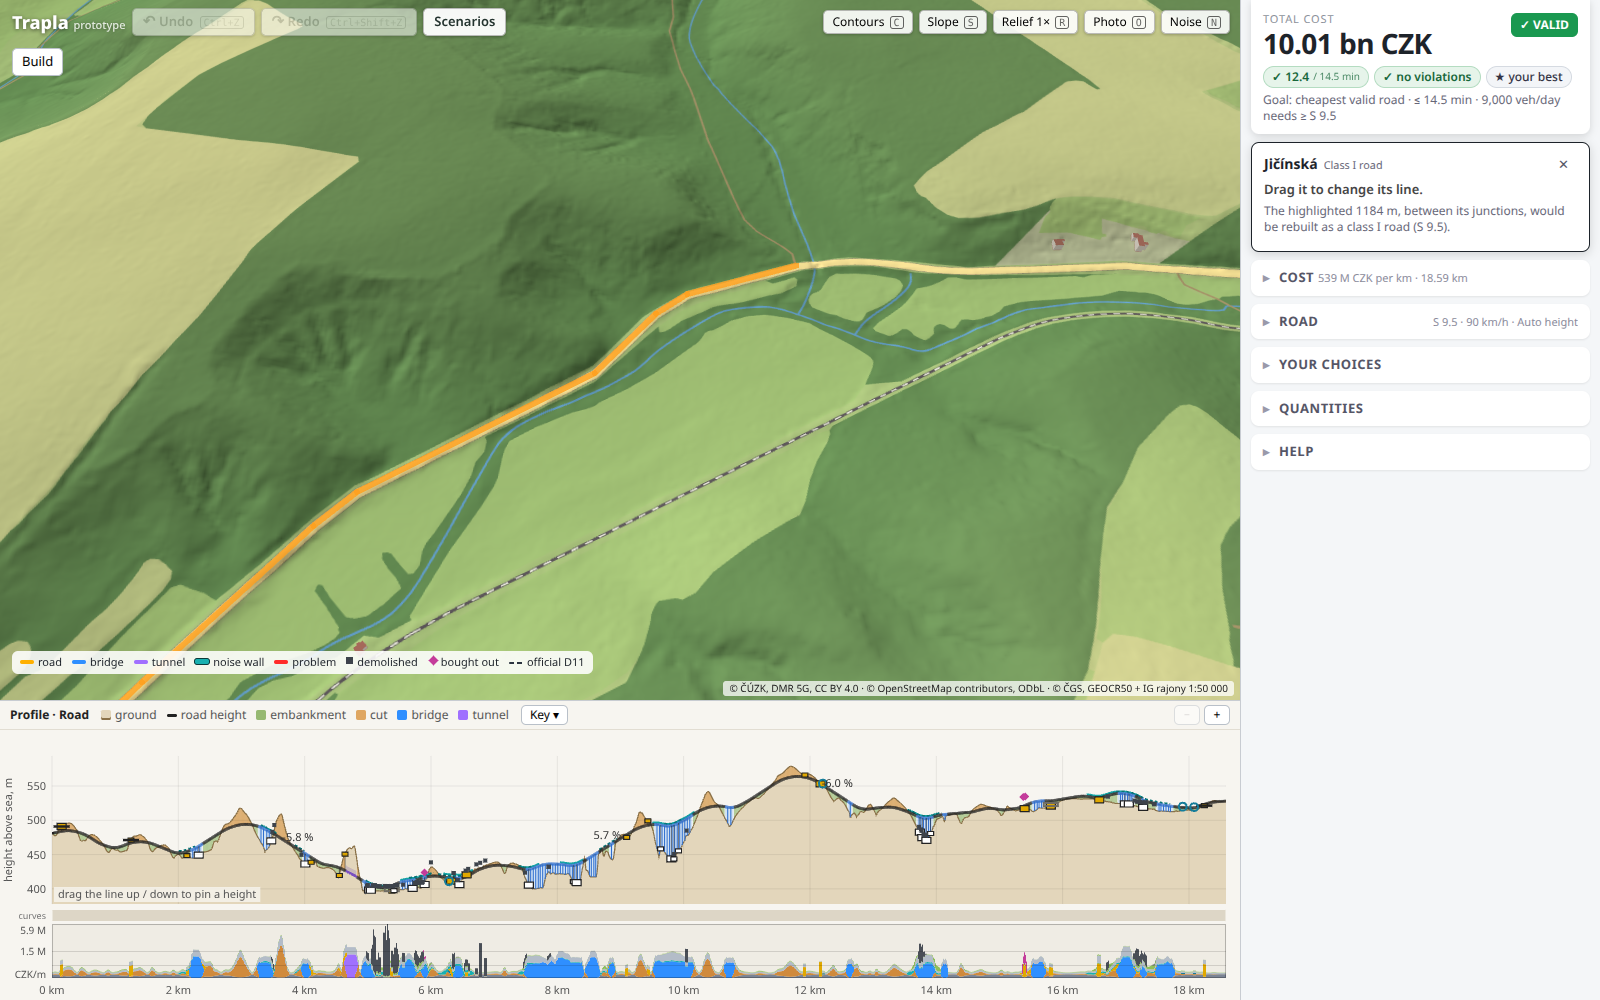 Trapla prototype
↶ Undo Ctrl+Z
↷ Redo Ctrl+Shift+Z
Scenarios
Contours C
Slope S
Relief 1× R
Photo O
Noise N
Build
road
bridge
tunnel
noise wall
problem
demolished
bought out
official D11
© ČÚZK, DMR 5G, CC BY 4.0 · © OpenStreetMap contributors, ODbL · © ČGS, GEOCR50 + IG rajony 1:50 000
TOTAL COST
10.01 bn CZK
✓ VALID
✓ 12.4 / 14.5 min
✓ no violations
★ your best
Goal: cheapest valid road · ≤ 14.5 min · 9,000 veh/day
needs ≥ S 9.5
Jičínská Class I road ✕
Drag it to change its line.
The highlighted 1184 m, between its junctions, would
be rebuilt as a class I road (S 9.5).
▶ COST 539 M CZK per km · 18.59 km
▶ ROAD S 9.5 · 90 km/h · Auto height
▶ YOUR CHOICES
▶ QUANTITIES
▶ HELP
Profile · Road
ground
road height
embankment
cut
bridge
tunnel
Key ▾
−
+
height above sea, m
550
500
450
400
5.8 %
5.7 %
6.0 %
drag the line up / down to pin a height
curves
5.9 M
1.5 M
CZK/m
0 km
2 km
4 km
6 km
8 km
10 km
12 km
14 km
16 km
18 km